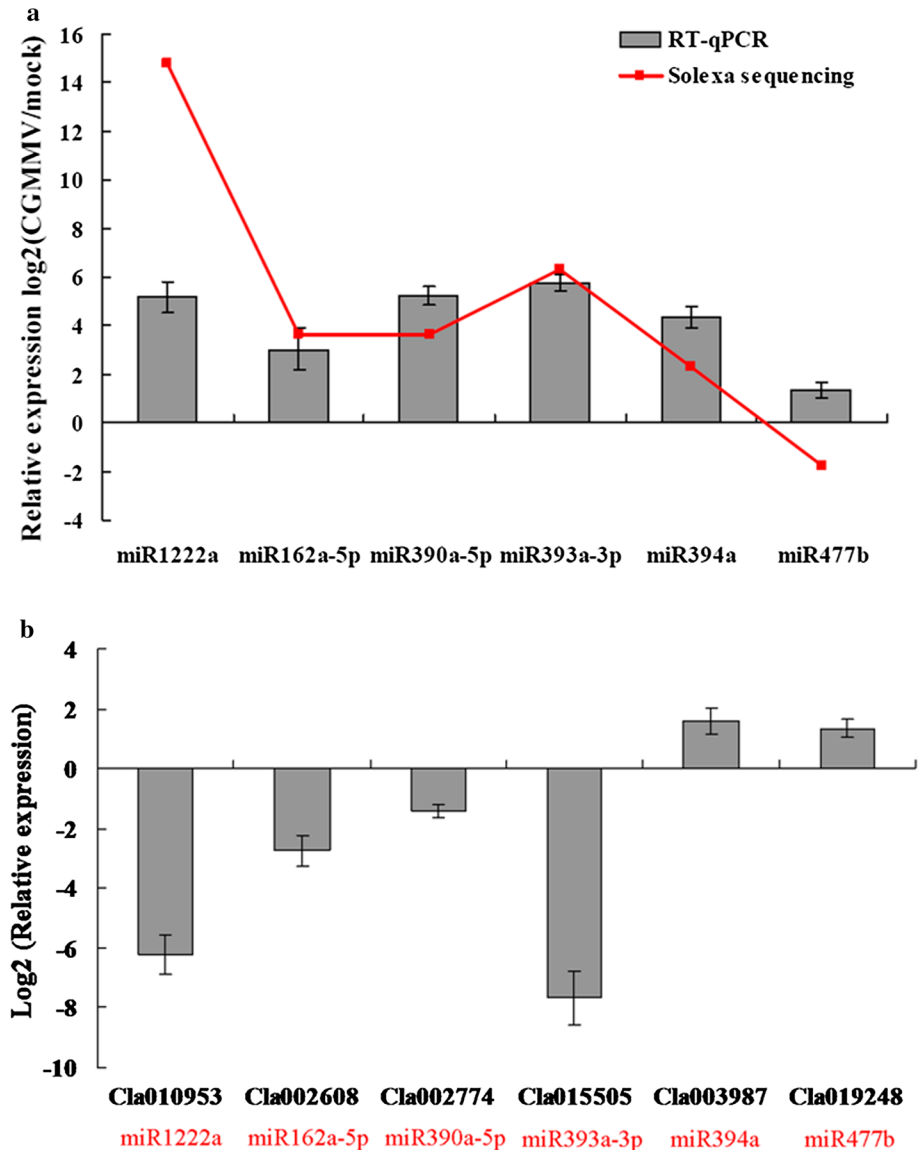 a
Relative expression log2(CGMMV/mock)
16
14
12
10
8
6
4
2
0
-2
-4
RT-qPCR
Solexa sequencing
miR1222a miR162a-5p miR390a-5p miR393a-3p miR394a miR477b
b
Log2 (Relative expression)
4
2
0
-2
-4
-6
-8
-10
Cla010953 Cla002608 Cla002774 Cla015505 Cla003987 Cla019248
miR1222a miR162a-5p miR390a-5p miR393a-3p miR394a miR477b